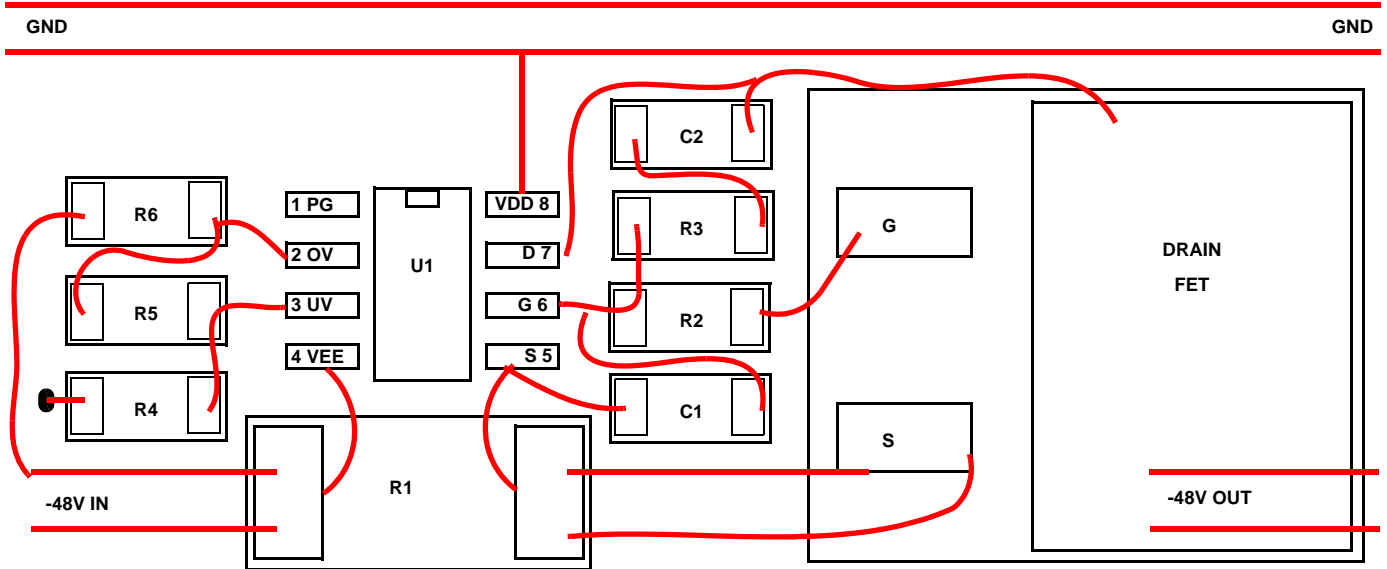 GND
GND
C2
R6
1 PG
VDD 8
R3
G
2 OV
U1
D 7
DRAIN
FET
R5
3 UV
G 6
R2
4 VEE
S 5
R4
C1
S
R1
-48V IN
-48V OUT